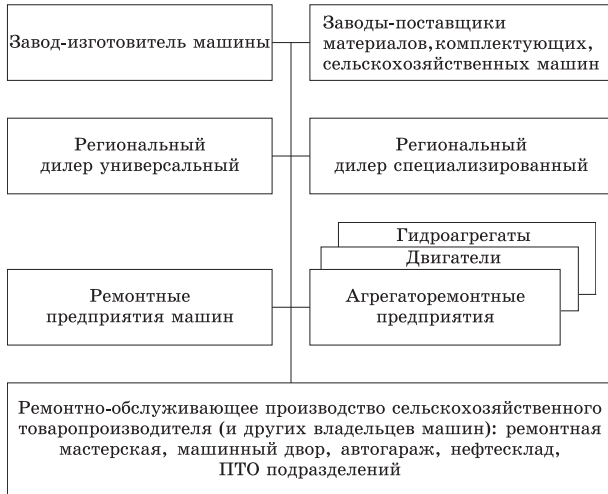 Завод-изготовитель машины
Заводы-поставщики
материалов,комплектующих,
сельскохозяйственных машин
Региональный
дилер универсальный
Региональный
дилер специализированный
Гидроагрегаты
Двигатели
Ремонтные
предприятия машин
Агрегаторемонтные
предприятия
Ремонтно-обслуживающее производство сельскохозяйственного
товаропроизводителя (и других владельцев машин): ремонтная
мастерская, машинный двор, автогараж, нефтесклад,
ПТО подразделений